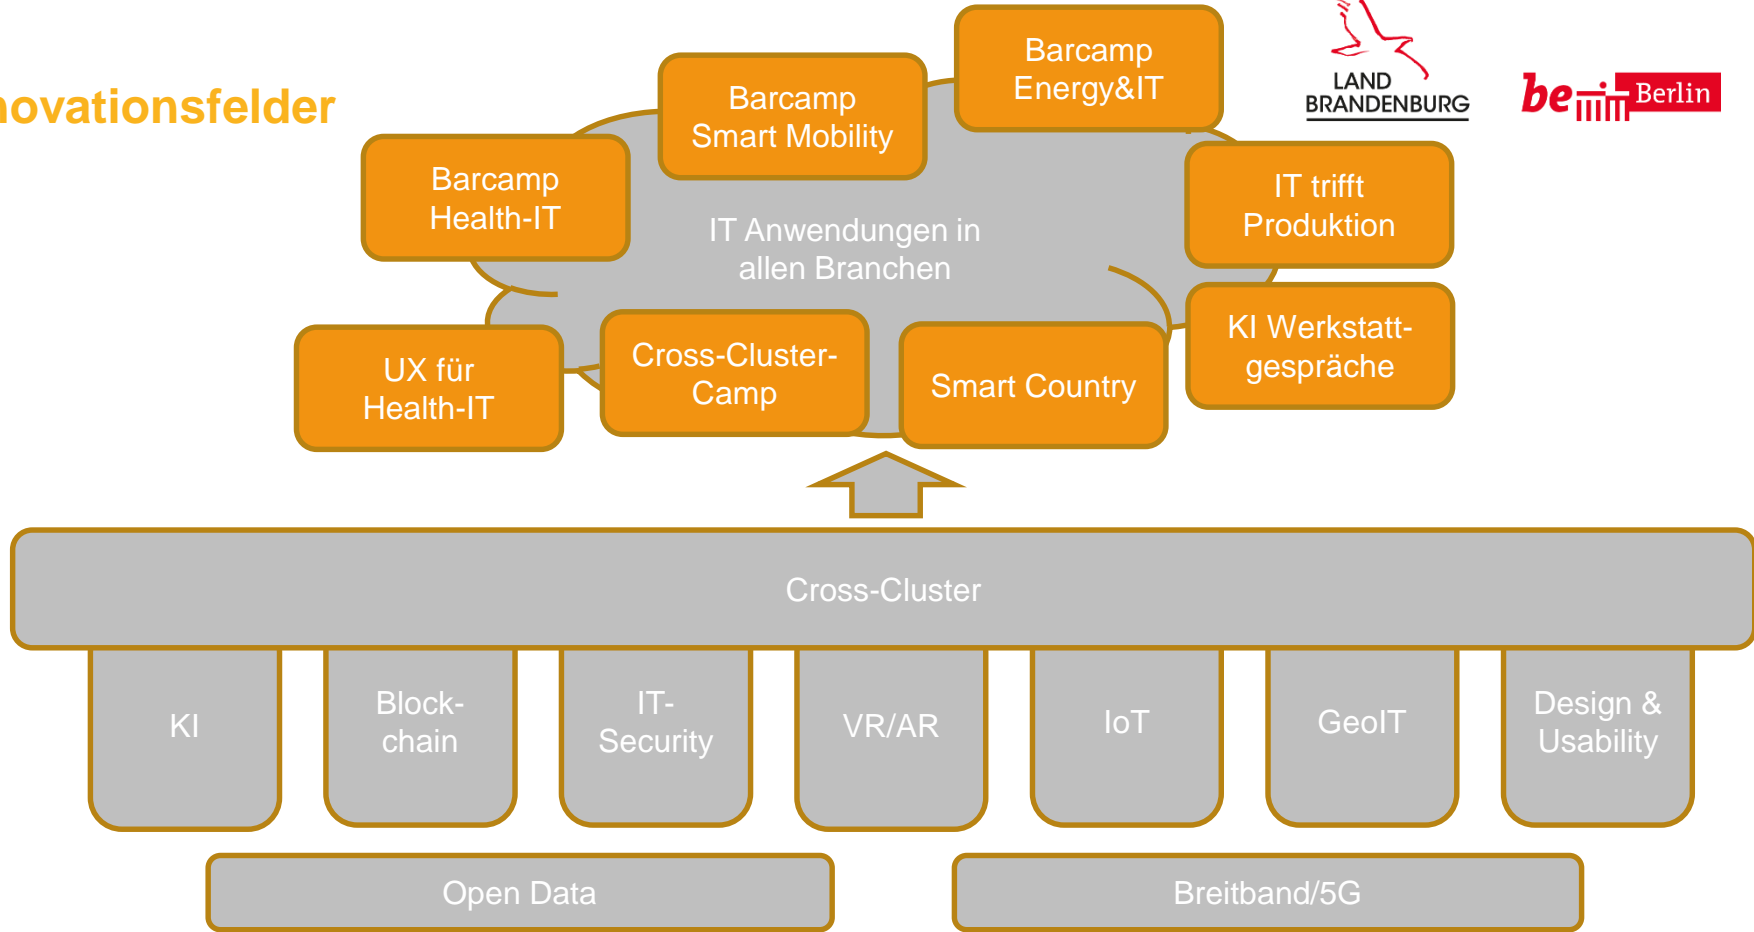 novationsfelder
Barcamp
Energy&IT
Barcamp
Smart Mobility
LAND
BRANDENBURG
be Berlin
Barcamp
Health-IT
IT trifft
Produktion
IT Anwendungen in
allen Branchen
KI Werkstatt-
gespräche
UX für
Health-IT
Cross-Cluster-
Camp
Smart Country
Cross-Cluster
KI
Block-
chain
IT-
Security
VR/AR
IoT
GeoIT
Design &
Usability
Open Data
Breitband/5G